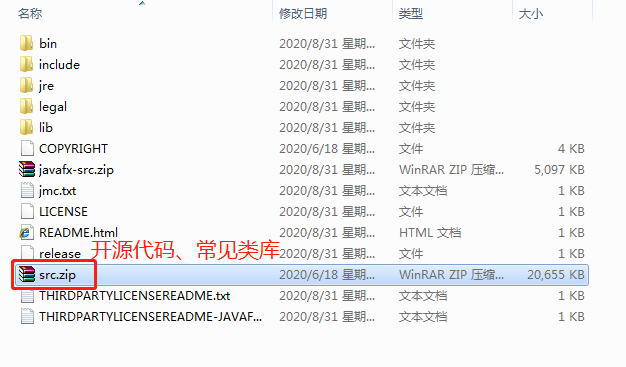 名称 修改日期 类型 大小
bin 2020/8/31 星期... 文件夹
include 2020/8/31 星期... 文件夹
jre 2020/8/31 星期... 文件夹
legal 2020/8/31 星期... 文件夹
lib 2020/8/31 星期... 文件夹
COPYRIGHT 2020/6/18 星期... 文件 4 KB
javafx-src.zip 2020/8/31 星期... WinRAR ZIP 压缩... 5,097 KB
jmc.txt 2020/8/31 星期... 文本文档 1 KB
LICENSE 2020/8/31 星期... 文件 1 KB
README.html 2020/8/31 星期... HTML 文档 1 KB
release 2020/8/31 星期... 文件 1 KB
开源代码、常见类库
src.zip 2020/6/18 星期... WinRAR ZIP 压缩... 20,655 KB
THIRDPARTYLICENSEREADME.txt 2020/8/31 星期... 文本文档 1 KB
THIRDPARTYLICENSEREADME-JAVAF... 2020/8/31 星期... 文本文档 1 KB